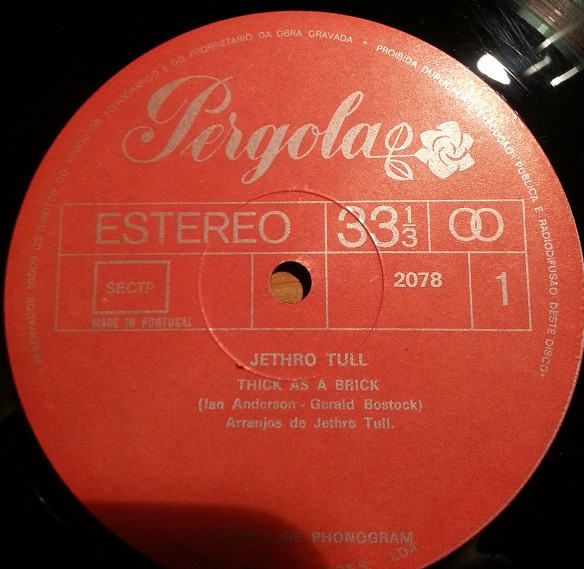 RESERVADOS TODOS OS DIREITOS DO PRODUTOR FONOGRÁFICO E DO PROPRIETÁRIO DA OBRA GRAVADA • PROIBIDA PÚBLICA E RADIODIFUSÃO DESTE DISCO
Pergola
ESTEREO 33 1/3
SECTP 2078 1
MADE IN PORTUGAL
JETHRO TULL
THICK AS A BRICK
(Ian Anderson - Gerald Bostock)
Arranjos de Jethro Tull.
DE PHONOGRAM
LDA